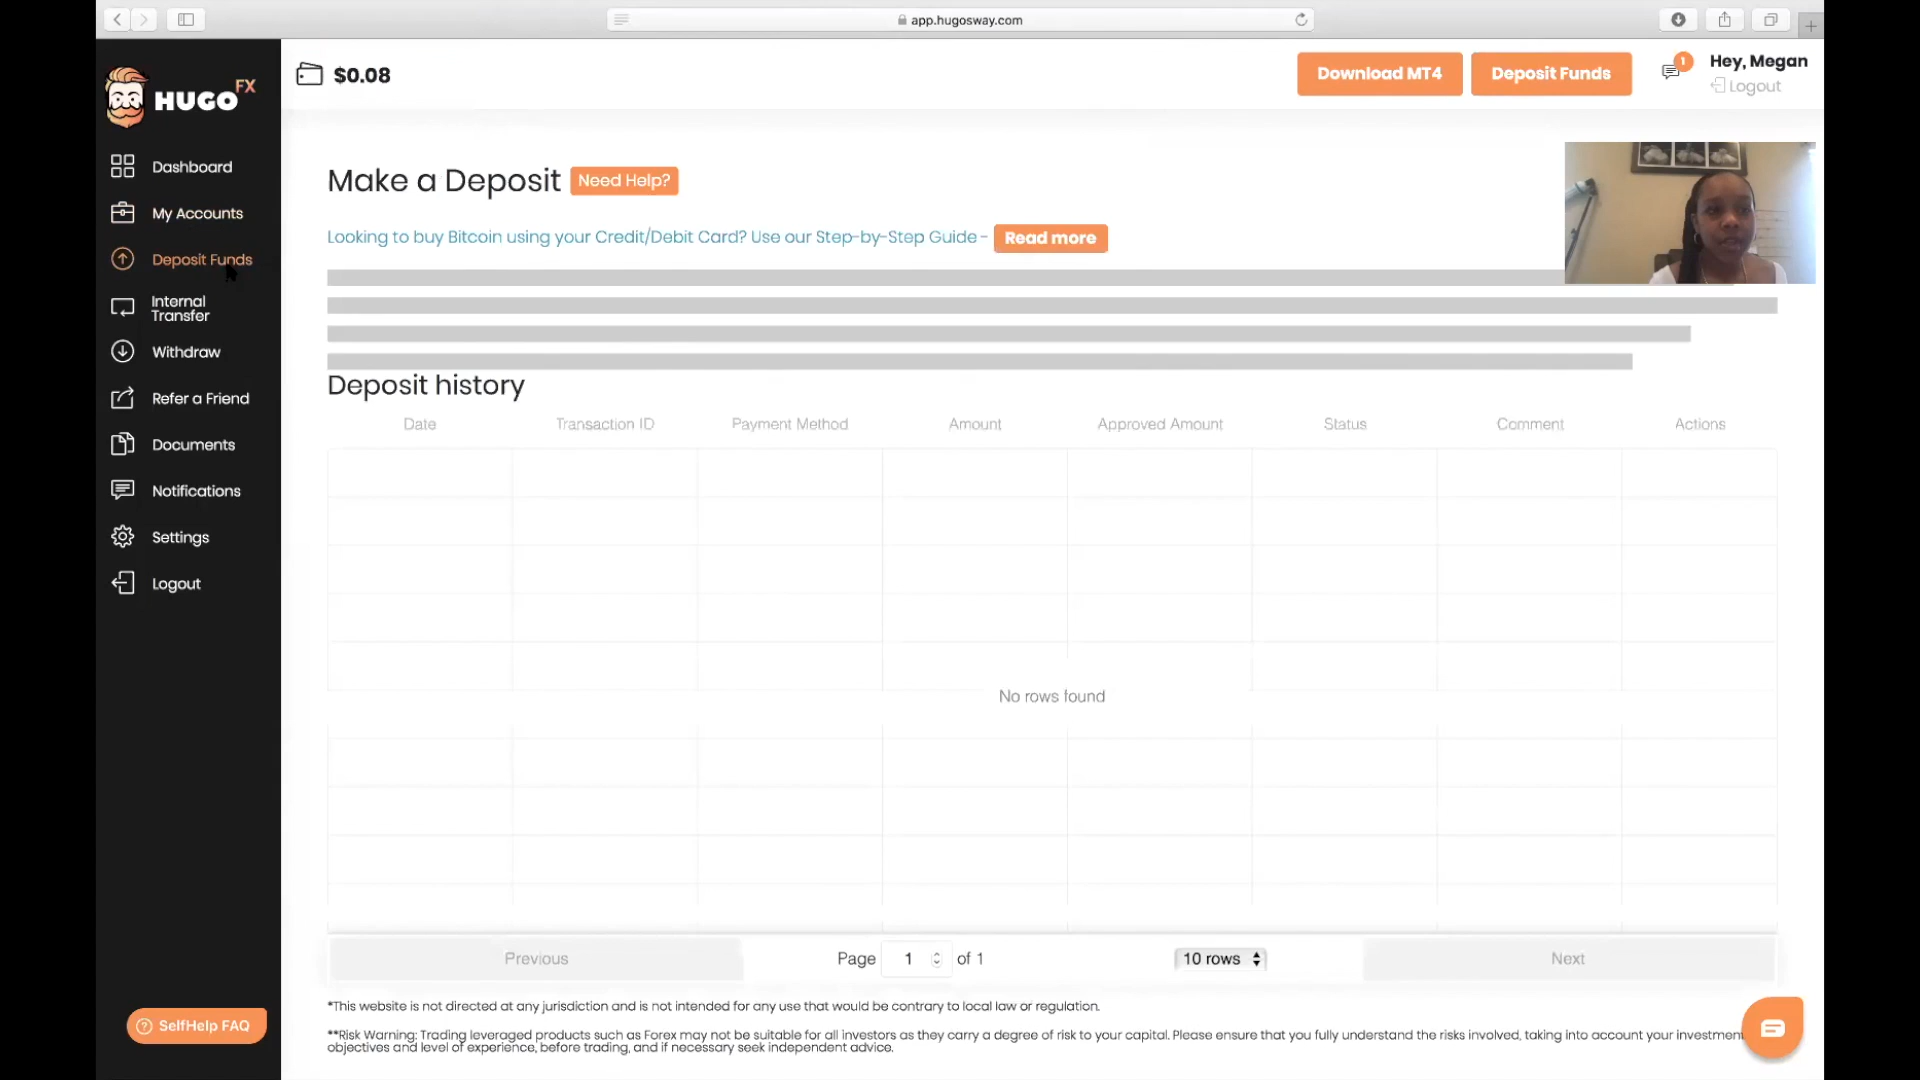 app.hugosway.com
HUGO FX
$0.08
Download MT4
Deposit Funds
1
Hey, Megan
Logout
Dashboard
My Accounts
Deposit Funds
Internal
Transfer
Withdraw
Refer a Friend
Documents
Notifications
Settings
Logout
SelfHelp FAQ
Make a Deposit
Need Help?
Looking to buy Bitcoin using your Credit/Debit Card? Use our Step-by-Step Guide -
Read more
Deposit history
Date Transaction ID Payment Method Amount Approved Amount Status Comment Actions
No rows found
Previous Page 1 of 1 10 rows Next
*This website is not directed at any jurisdiction and is not intended for any use that would be contrary to local law or regulation.
**Risk Warning: Trading leveraged products such as Forex may not be suitable for all investors as they carry a degree of risk to your capital. Please ensure that you fully understand the risks involved, taking into account your investment
objectives and level of experience, before trading, and if necessary seek independent advice.